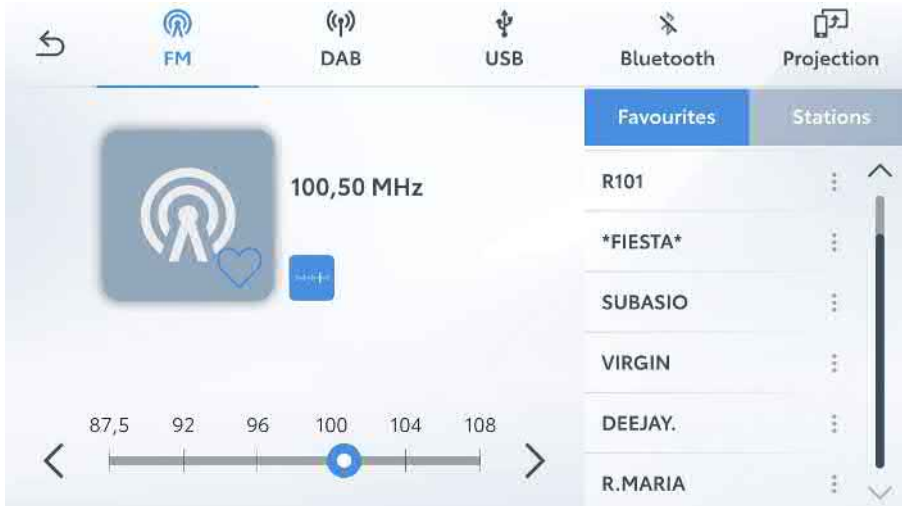 FM DAB USB Bluetooth Projection
Favourites Stations
100,50 MHz
R101
*FIESTA*
SUBASIO
VIRGIN
DEEJAY.
R.MARIA
87,5 92 96 100 104 108